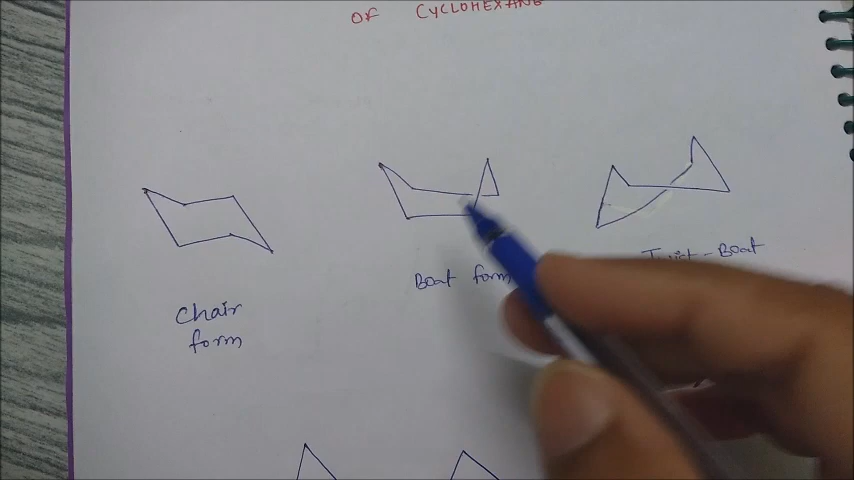 OF CYCLOHEXANE
Chair
form
Boat form
Twist-Boat